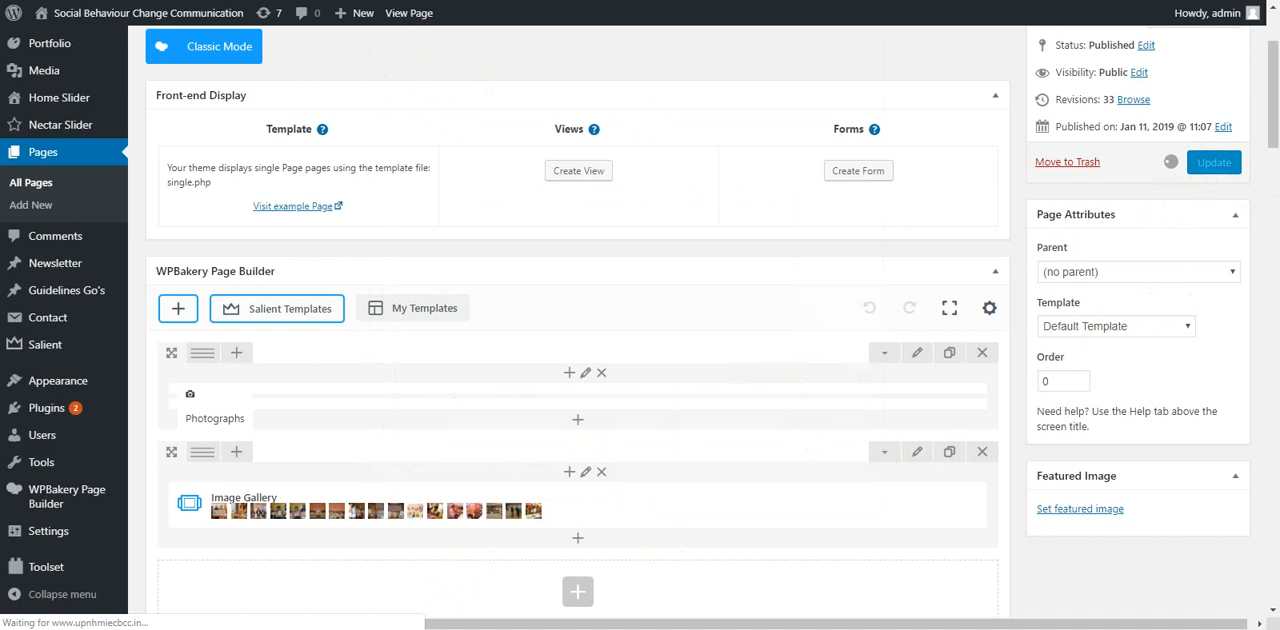 Social Behaviour Change Communication 7 0 New View Page Howdy, admin
Portfolio
Media
Home Slider
Nectar Slider
Pages
All Pages
Add New
Comments
Newsletter
Guidelines Go's
Contact
Salient
Appearance
Plugins 2
Users
Tools
WPBakery Page
Builder
Settings
Toolset
Collapse menu
Classic Mode
Front-end Display
Template ?
Views ?
Forms ?
Your theme displays single Page pages using the template file:
single.php
Visit example Page
Create View
Create Form
WPBakery Page Builder
Salient Templates
My Templates
Photographs
Image Gallery
Status: Published Edit
Visibility: Public Edit
Revisions: 33 Browse
Published on: Jan 11, 2019 @ 11:07 Edit
Move to Trash
Update
Page Attributes
Parent
(no parent)
Template
Default Template
Order
0
Need help? Use the Help tab above the
screen title.
Featured Image
Set featured image
Waiting for www.upnhmiecbcc.in...